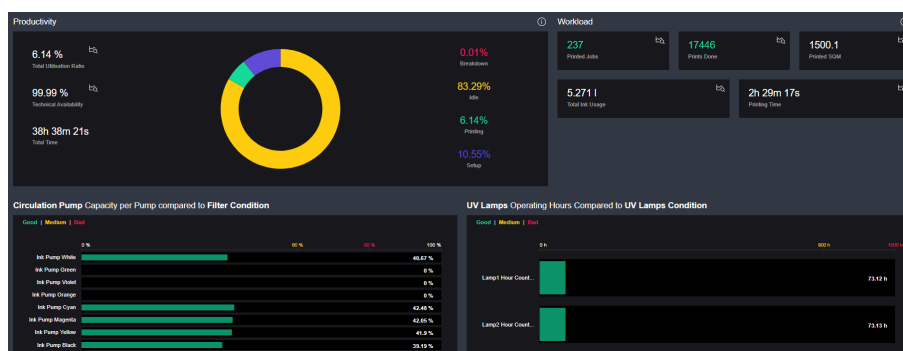 Productivity
6.14 %
Total Utilisation Ratio
99.99 %
Technical Availability
38h 38m 21s
Total Time
0.01%
Breakdown
83.29%
Idle
6.14%
Printing
10.55%
Setup
Workload
237
Printed Jobs
17446
Prints Done
1500.1
Printed SQM
5.271 l
Total Ink Usage
2h 29m 17s
Printing Time
Circulation Pump Capacity per Pump compared to Filter Condition
Good | Medium | Bad
0 % 60 % 80 % 100 %
Ink Pump White 40.67 %
Ink Pump Green 0 %
Ink Pump Violet 0 %
Ink Pump Orange 0 %
Ink Pump Cyan 42.48 %
Ink Pump Magenta 42.05 %
Ink Pump Yellow 41.9 %
Ink Pump Black 39.19 %
UV Lamps Operating Hours Compared to UV Lamps Condition
Good | Medium | Bad
0 h 800 h 1000 h
Lamp1 Hour Count... 73.12 h
Lamp2 Hour Count... 73.13 h